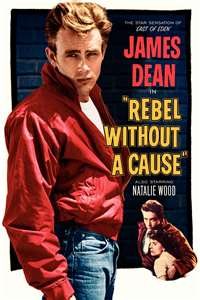 THE STAR SENSATION OF
"EAST OF EDEN"
JAMES
DEAN
IN
"REBEL
WITHOUT
A CAUSE"
ALSO STARRING
NATALIE WOOD